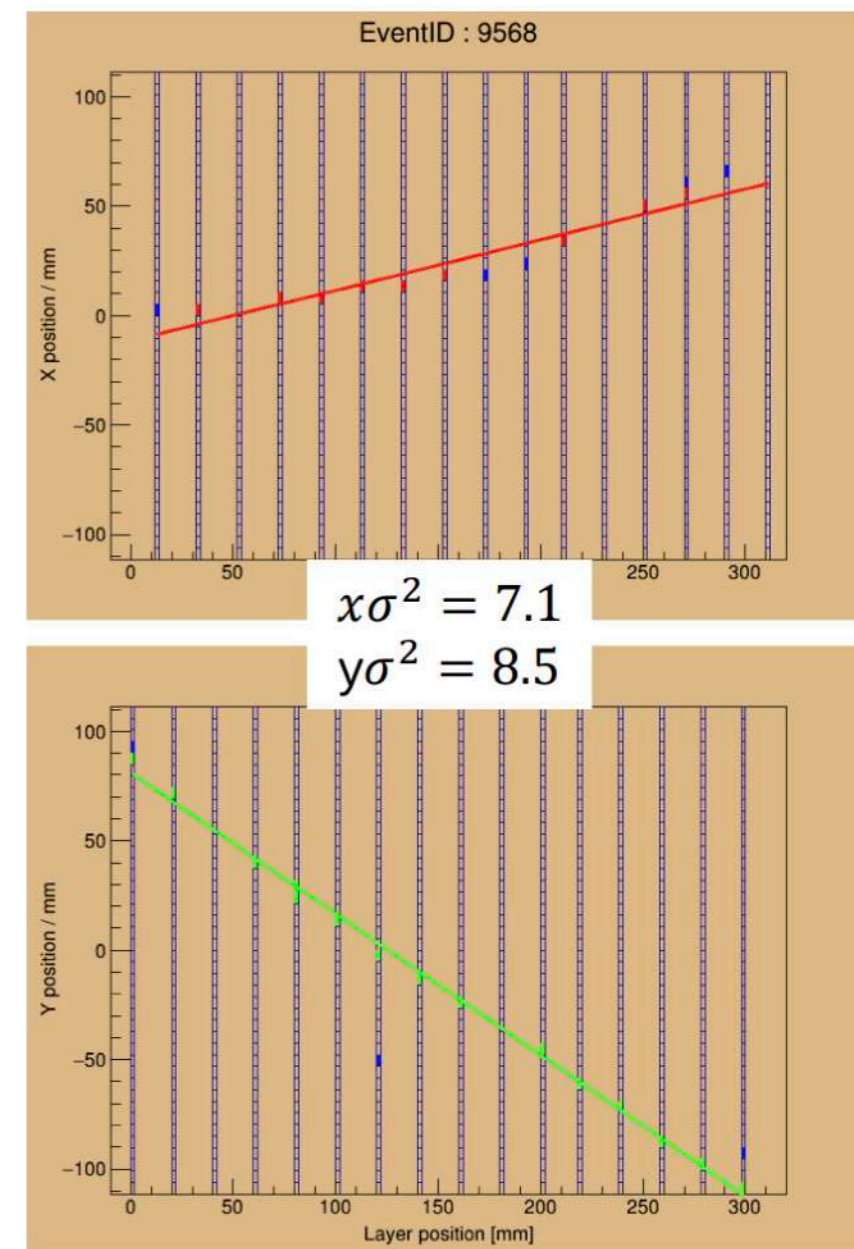 EventID : 9568
100
50
0
−50
−100
X position / mm
0 50 200 250 300
xσ² = 7.1
yσ² = 8.5
100
50
0
−50
−100
Y position / mm
0 50 100 150 200 250 300
Layer position [mm]